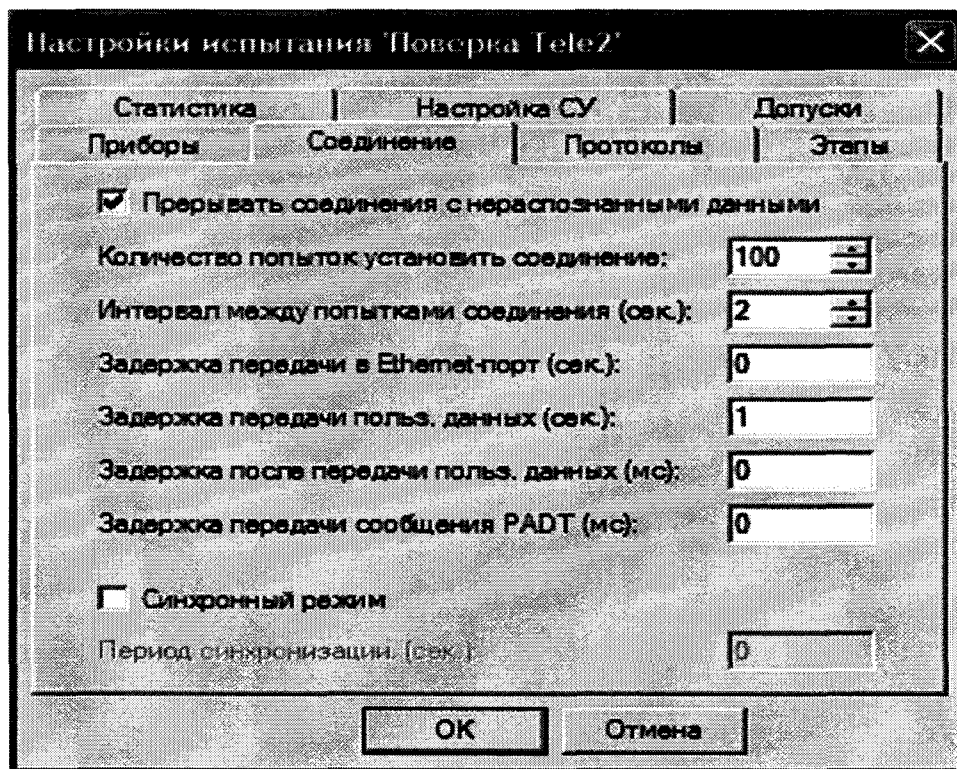 Настройки испытания 'Поверка Tele2'
Статистика Настройка СУ Допуски
Приборы Соединение Протоколы Этапы
Прерывать соединения с нераспознанными данными
Количество попыток установить соединение: 100
Интервал между попытками соединения (сек.): 2
Задержка передачи в Ethernet-порт (сек.): 0
Задержка передачи польз. данных (сек.): 1
Задержка после передачи польз. данных (мс): 0
Задержка передачи сообщения PADT (мс): 0
Синхронный режим
Период синхронизации. (сек.) 0
OK Отмена